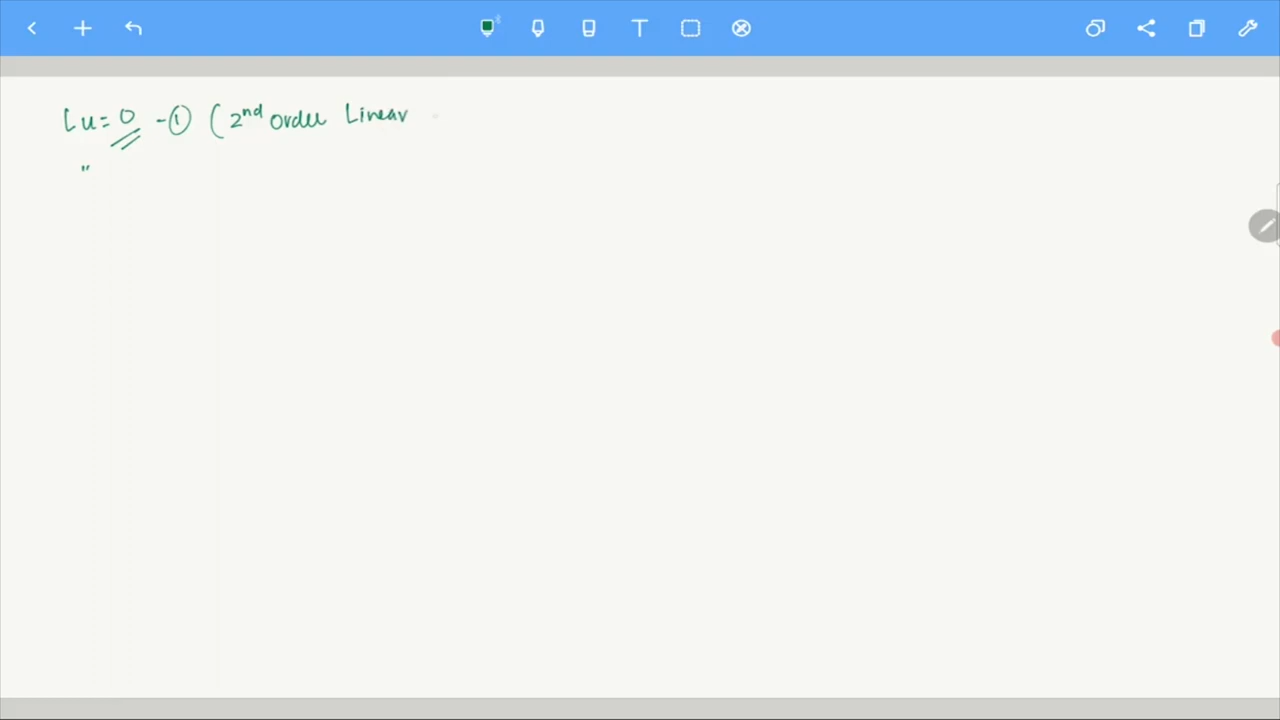 Lu = 0 - ① ( 2nd order Linear
"